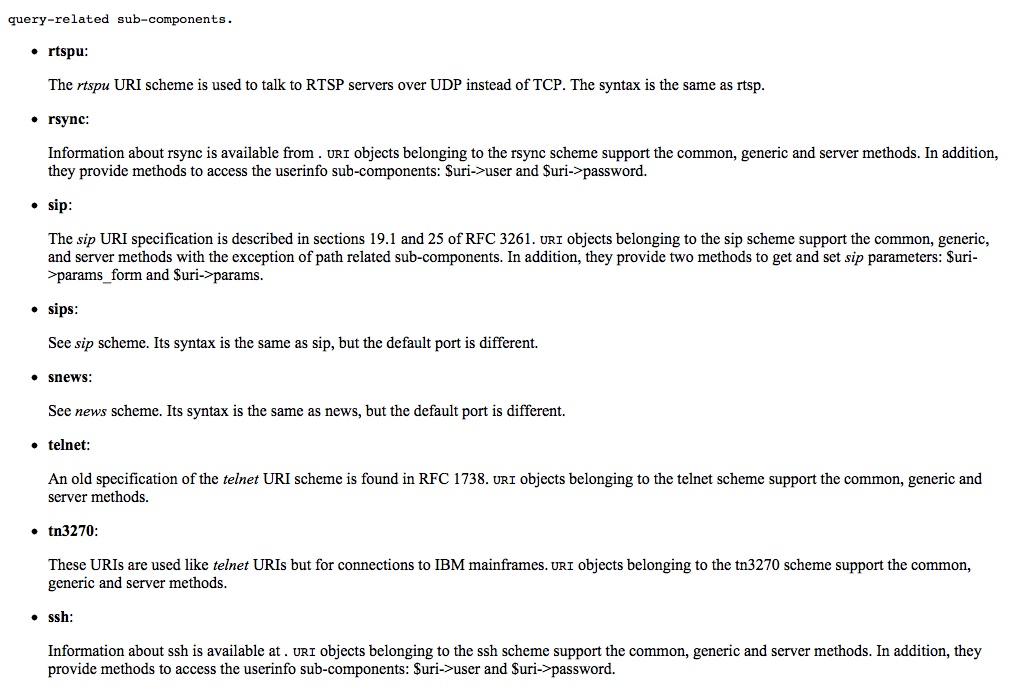 query-related sub-components.
• rtspu:
The rtspu URI scheme is used to talk to RTSP servers over UDP instead of TCP. The syntax is the same as rtsp.
• rsync:
Information about rsync is available from . URI objects belonging to the rsync scheme support the common, generic and server methods. In addition,
they provide methods to access the userinfo sub-components: $uri->user and $uri->password.
• sip:
The sip URI specification is described in sections 19.1 and 25 of RFC 3261. URI objects belonging to the sip scheme support the common, generic,
and server methods with the exception of path related sub-components. In addition, they provide two methods to get and set sip parameters: $uri-
>params_form and $uri->params.
• sips:
See sip scheme. Its syntax is the same as sip, but the default port is different.
• snews:
See news scheme. Its syntax is the same as news, but the default port is different.
• telnet:
An old specification of the telnet URI scheme is found in RFC 1738. URI objects belonging to the telnet scheme support the common, generic and
server methods.
• tn3270:
These URIs are used like telnet URIs but for connections to IBM mainframes. URI objects belonging to the tn3270 scheme support the common,
generic and server methods.
• ssh:
Information about ssh is available at . URI objects belonging to the ssh scheme support the common, generic and server methods. In addition, they
provide methods to access the userinfo sub-components: $uri->user and $uri->password.